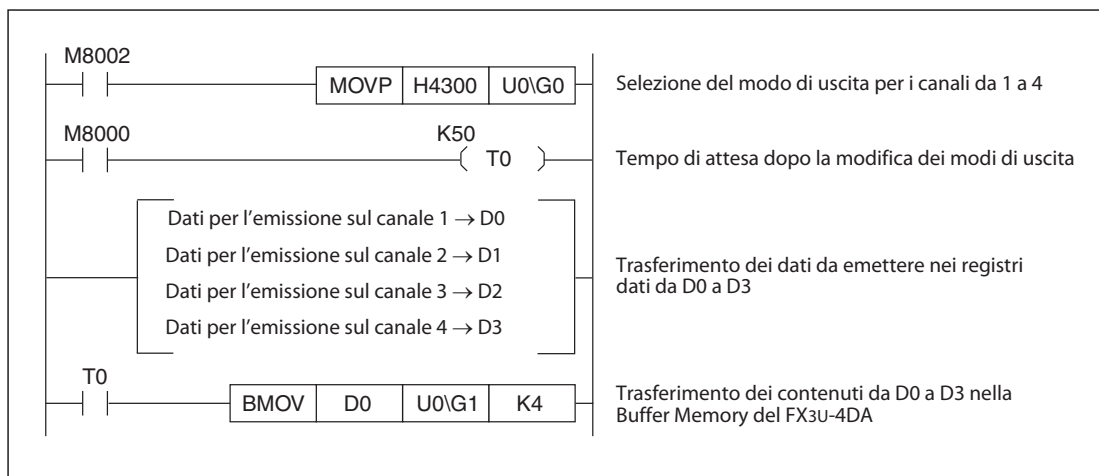 M8002
MOVP H4300 U0\G0
Selezione del modo di uscita per i canali da 1 a 4
M8000
K50
T0
Tempo di attesa dopo la modifica dei modi di uscita
Dati per l'emissione sul canale 1 → D0
Dati per l'emissione sul canale 2 → D1
Dati per l'emissione sul canale 3 → D2
Dati per l'emissione sul canale 4 → D3
Trasferimento dei dati da emettere nei registri
dati da D0 a D3
T0
BMOV D0 U0\G1 K4
Trasferimento dei contenuti da D0 a D3 nella
Buffer Memory del FX3U-4DA